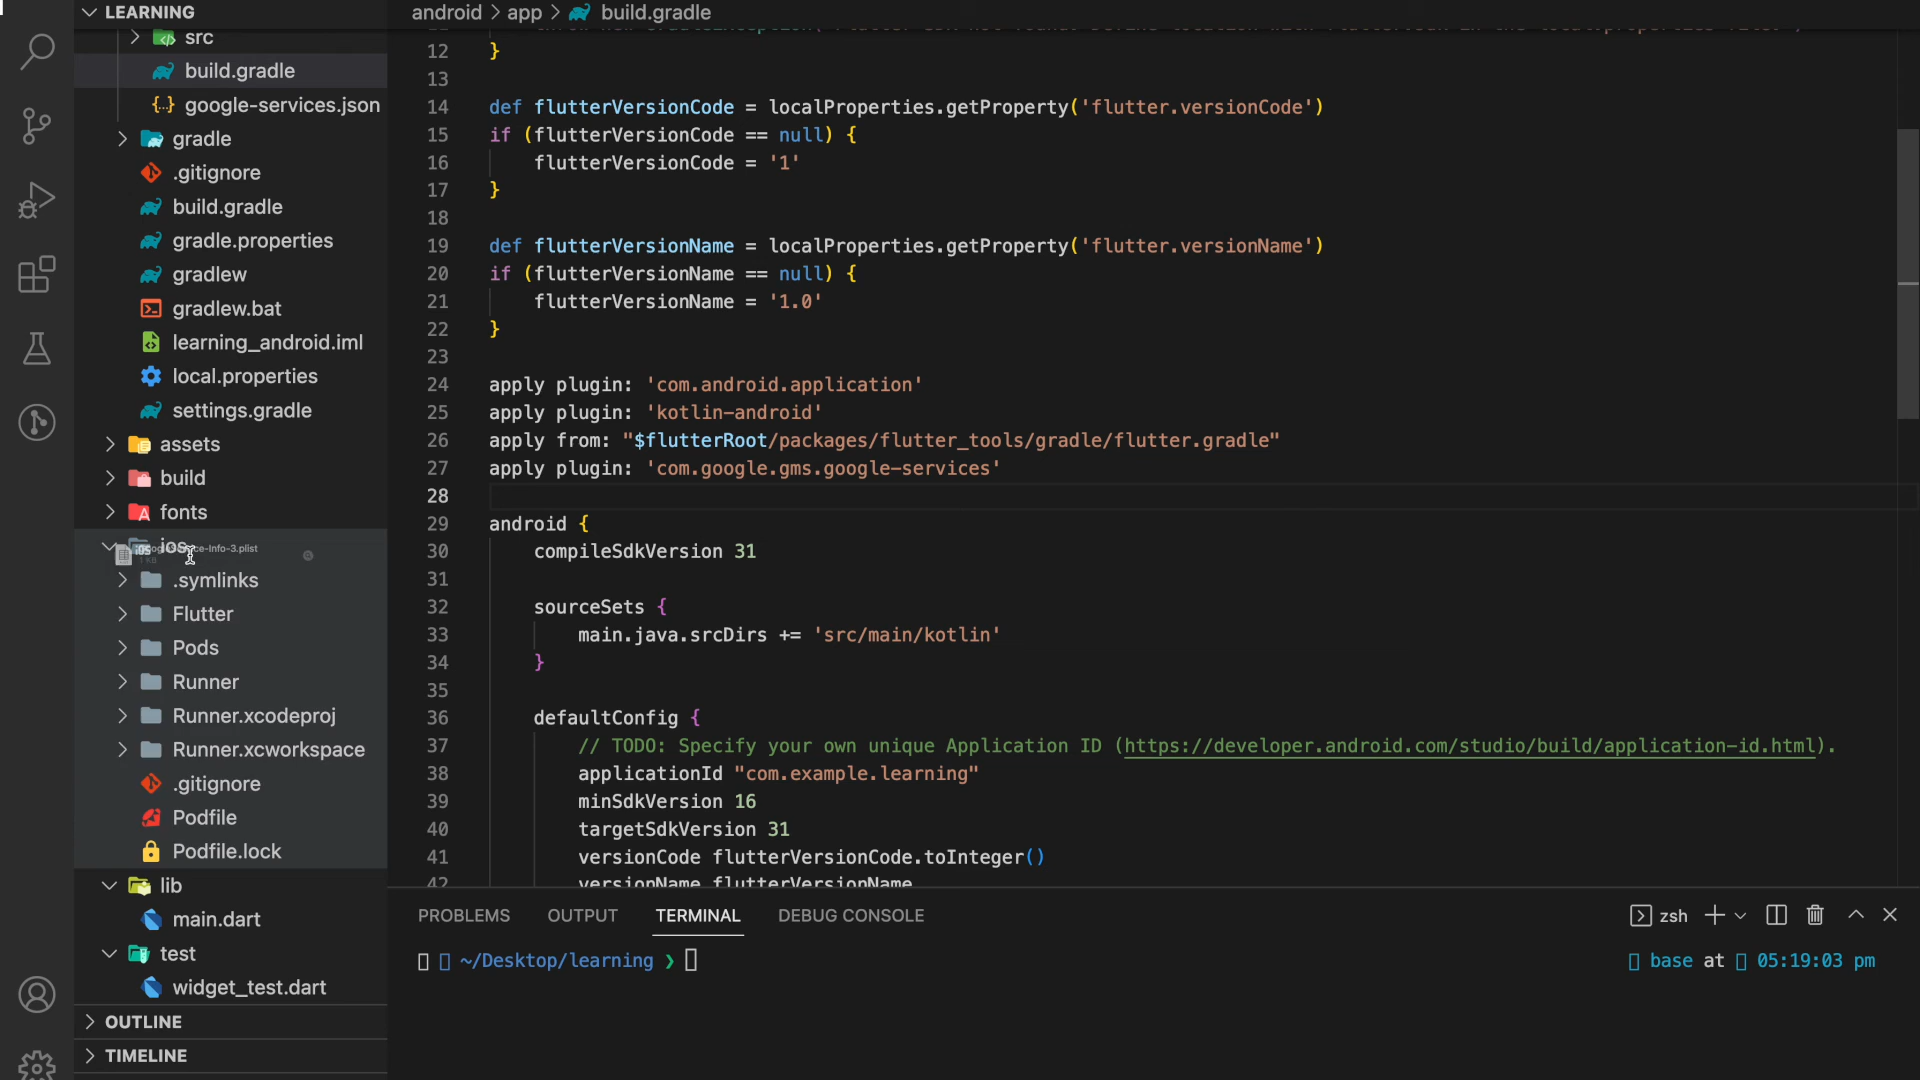 LEARNING
src
build.gradle
google-services.json
gradle
.gitignore
build.gradle
gradle.properties
gradlew
gradlew.bat
learning_android.iml
local.properties
settings.gradle
assets
build
fonts
ios
.symlinks
Flutter
Pods
Runner
Runner.xcodeproj
Runner.xcworkspace
.gitignore
Podfile
Podfile.lock
lib
main.dart
test
widget_test.dart
OUTLINE
TIMELINE
android > app > build.gradle
12 }
13
14 def flutterVersionCode = localProperties.getProperty('flutter.versionCode')
15 if (flutterVersionCode == null) {
16 flutterVersionCode = '1'
17 }
18
19 def flutterVersionName = localProperties.getProperty('flutter.versionName')
20 if (flutterVersionName == null) {
21 flutterVersionName = '1.0'
22 }
23
24 apply plugin: 'com.android.application'
25 apply plugin: 'kotlin-android'
26 apply from: "$flutterRoot/packages/flutter_tools/gradle/flutter.gradle"
27 apply plugin: 'com.google.gms.google-services'
28
29 android {
30 compileSdkVersion 31
31
32 sourceSets {
33 main.java.srcDirs += 'src/main/kotlin'
34 }
35
36 defaultConfig {
37 // TODO: Specify your own unique Application ID (https://developer.android.com/studio/build/application-id.html).
38 applicationId "com.example.learning"
39 minSdkVersion 16
40 targetSdkVersion 31
41 versionCode flutterVersionCode.toInteger()
42 versionName flutterVersionName
PROBLEMS OUTPUT TERMINAL DEBUG CONSOLE zsh
~/Desktop/learning ❯ base at 05:19:03 pm